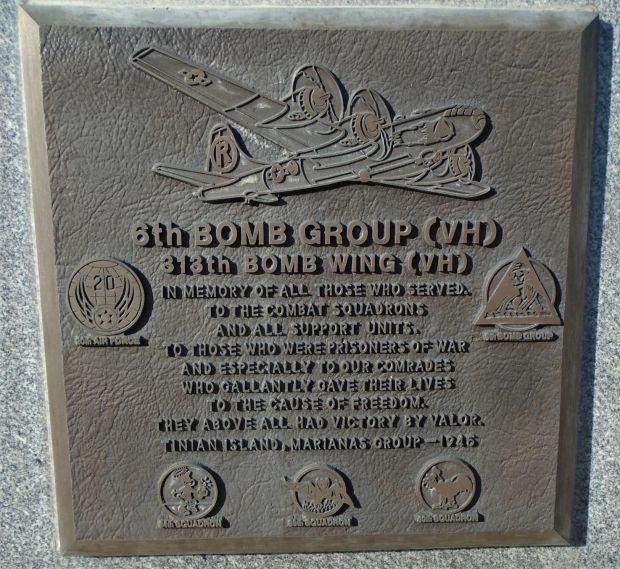 R
6th BOMB GROUP (VH)
313th BOMB WING (VH)
20
20th AIR FORCE
6th BOMB GROUP
IN MEMORY OF ALL THOSE WHO SERVED.
TO THE COMBAT SQUADRONS
AND ALL SUPPORT UNITS.
TO THOSE WHO WERE PRISONERS OF WAR
AND ESPECIALLY TO OUR COMRADES
WHO GALLANTLY GAVE THEIR LIVES
TO THE CAUSE OF FREEDOM.
THEY ABOVE ALL HAD VICTORY BY VALOR.
TINIAN ISLAND, MARIANAS GROUP — 1945
SQUADRON
SQUADRON
SQUADRON